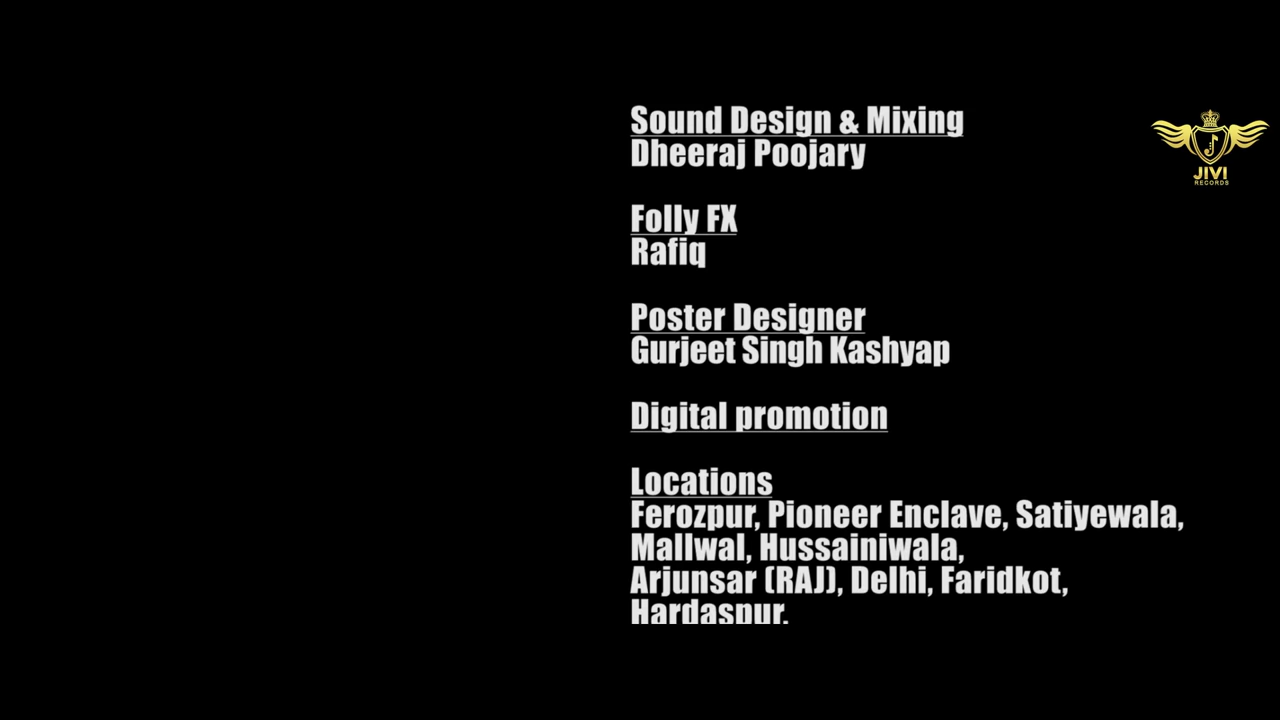 Sound Design & Mixing
Dheeraj Poojary
Folly FX
Rafiq
Poster Designer
Gurjeet Singh Kashyap
Digital promotion
Locations
Ferozpur, Pioneer Enclave, Satiyewala,
Mallwal, Hussainiwala,
Arjunsar (RAJ), Delhi, Faridkot,
Hardaspur.
JIVI
RECORDS